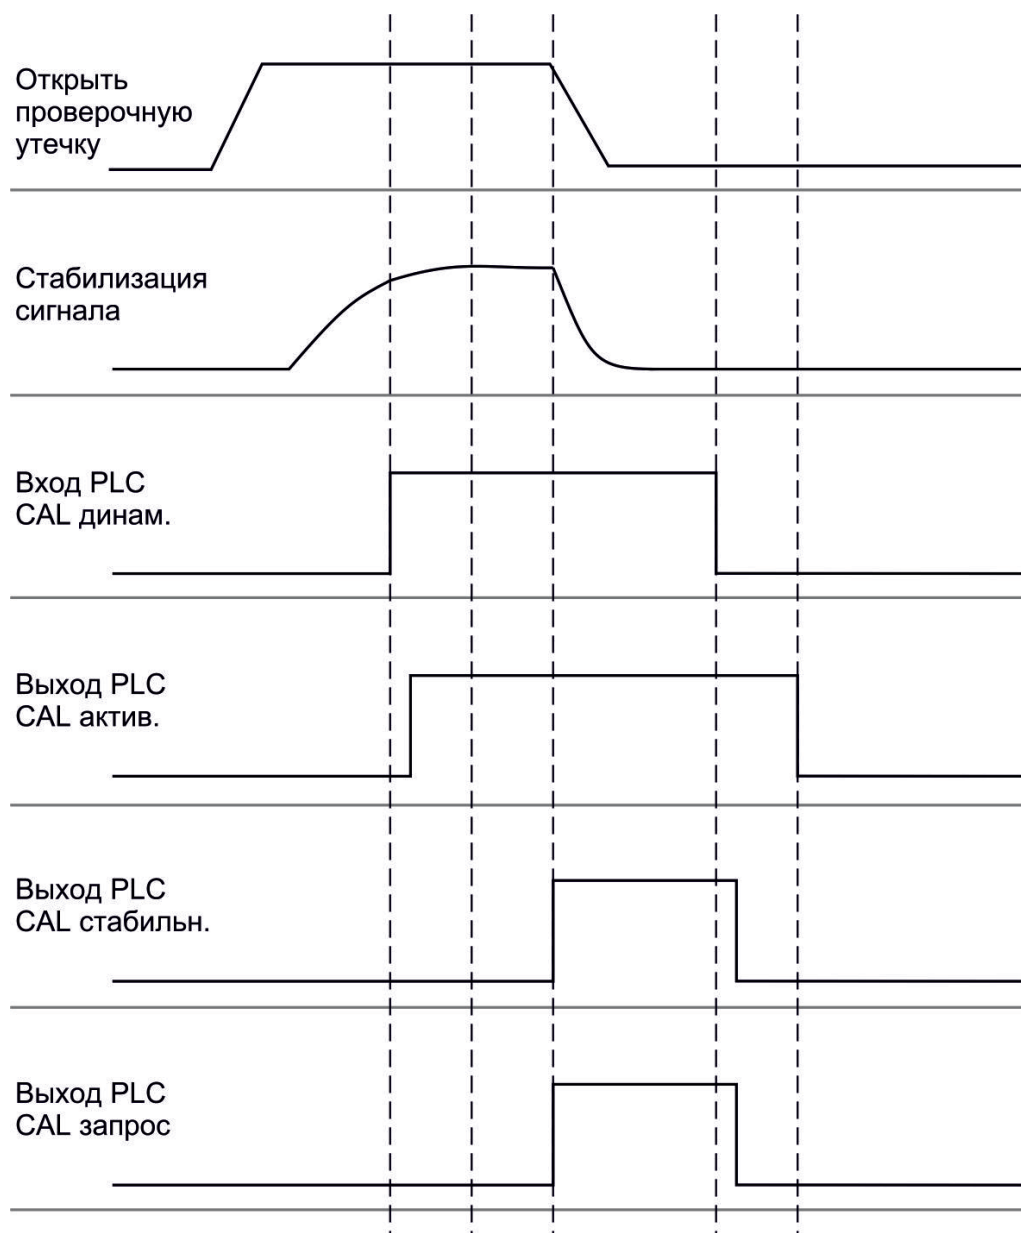 Открыть
проверочную
утечку
Стабилизация
сигнала
Вход PLC
CAL динам.
Выход PLC
CAL актив.
Выход PLC
CAL стабильн.
Выход PLC
CAL запрос